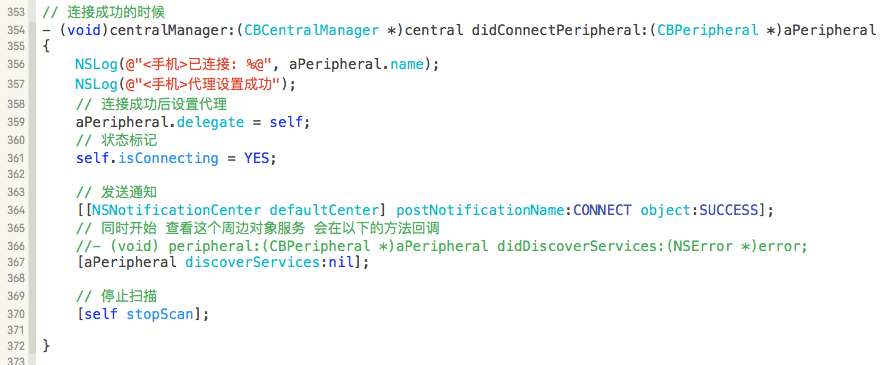 353 // 连接成功的时候
354 - (void)centralManager:(CBCentralManager *)central didConnectPeripheral:(CBPeripheral *)aPeripheral
355 {
356 NSLog(@"<手机>已连接: %@", aPeripheral.name);
357 NSLog(@"<手机>代理设置成功");
358 // 连接成功后设置代理
359 aPeripheral.delegate = self;
360 // 状态标记
361 self.isConnecting = YES;
362
363 // 发送通知
364 [[NSNotificationCenter defaultCenter] postNotificationName:CONNECT object:SUCCESS];
365 // 同时开始 查看这个周边对象服务 会在以下的方法回调
366 //- (void) peripheral:(CBPeripheral *)aPeripheral didDiscoverServices:(NSError *)error;
367 [aPeripheral discoverServices:nil];
368
369 // 停止扫描
370 [self stopScan];
371
372 }
373